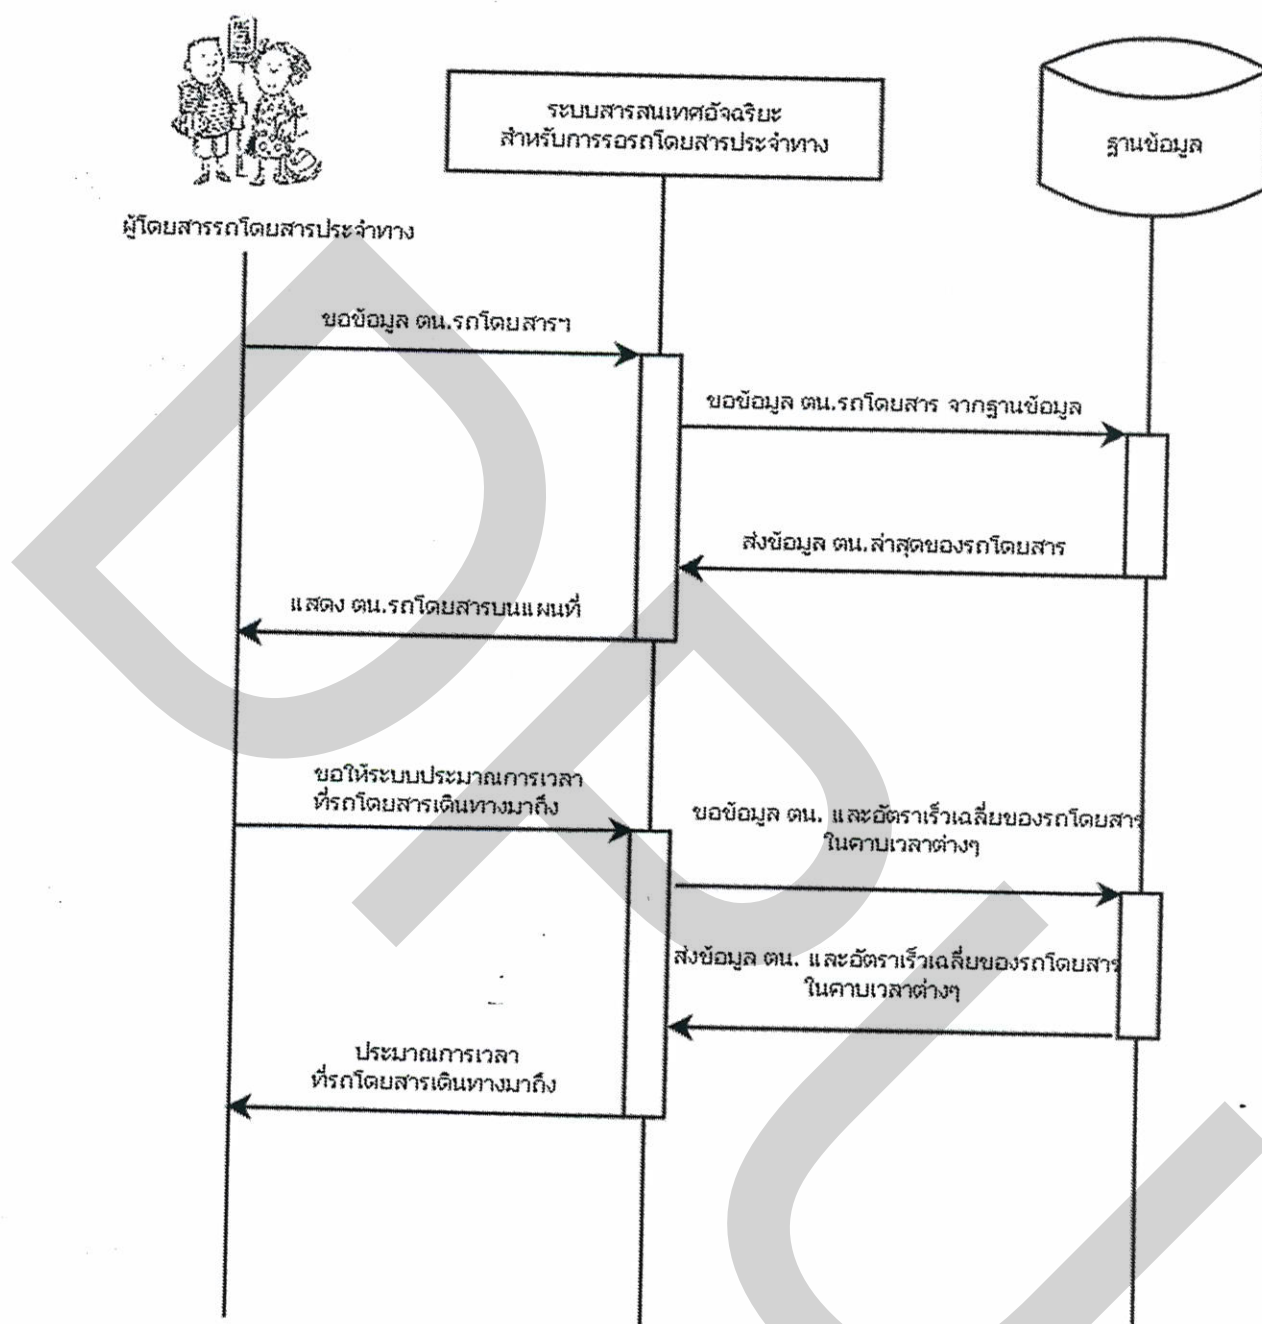 ระบบสารสนเทศอัจฉริยะ
สำหรับการรอรถโดยสารประจำทาง
ฐานข้อมูล
ผู้โดยสารรถโดยสารประจำทาง
ขอข้อมูล ตน.รถโดยสารฯ
ขอข้อมูล ตน.รถโดยสาร จากฐานข้อมูล
ส่งข้อมูล ตน.ล่าสุดของรถโดยสาร
แสดง ตน.รถโดยสารบนแผนที่
ขอให้ระบบประมาณการเวลา
ที่รถโดยสารเดินทางมาถึง
ขอข้อมูล ตน. และอัตราเร็วเฉลี่ยของรถโดยสาร
ในคาบเวลาต่างๆ
ส่งข้อมูล ตน. และอัตราเร็วเฉลี่ยของรถโดยสาร
ในคาบเวลาต่างๆ
ประมาณการเวลา
ที่รถโดยสารเดินทางมาถึง
DPU